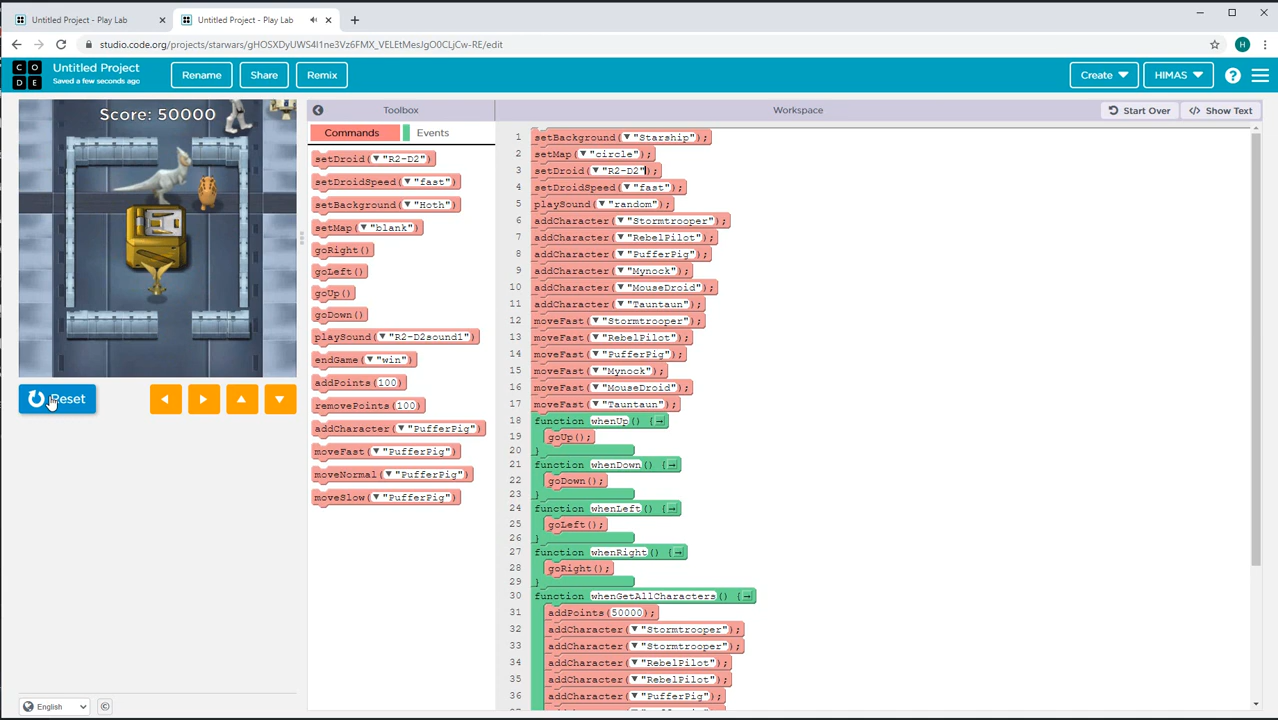 Untitled Project - Play Lab
Untitled Project - Play Lab
studio.code.org/projects/starwars/gHOSXDyUWS4I1ne3Vz6FMX_VELEtMesJgO0CLjCw-RE/edit
H
C O
D E
Untitled Project
Saved a few seconds ago
Rename
Share
Remix
Create
HIMAS
?
Score: 50000
Reset
Toolbox
Commands
Events
setDroid("R2-D2")
setDroidSpeed("fast")
setBackground("Hoth")
setMap("blank")
goRight()
goLeft()
goUp()
goDown()
playSound("R2-D2sound1")
endGame("win")
addPoints(100)
removePoints(100)
addCharacter("PufferPig")
moveFast("PufferPig")
moveNormal("PufferPig")
moveSlow("PufferPig")
Workspace
Start Over
</> Show Text
1 setBackground("Starship");
2 setMap("circle");
3 setDroid("R2-D2");
4 setDroidSpeed("fast");
5 playSound("random");
6 addCharacter("Stormtrooper");
7 addCharacter("RebelPilot");
8 addCharacter("PufferPig");
9 addCharacter("Mynock");
10 addCharacter("MouseDroid");
11 addCharacter("Tauntaun");
12 moveFast("Stormtrooper");
13 moveFast("RebelPilot");
14 moveFast("PufferPig");
15 moveFast("Mynock");
16 moveFast("MouseDroid");
17 moveFast("Tauntaun");
18 function whenUp() {
19 goUp();
20 }
21 function whenDown() {
22 goDown();
23 }
24 function whenLeft() {
25 goLeft();
26 }
27 function whenRight() {
28 goRight();
29 }
30 function whenGetAllCharacters() {
31 addPoints(50000);
32 addCharacter("Stormtrooper");
33 addCharacter("Stormtrooper");
34 addCharacter("RebelPilot");
35 addCharacter("RebelPilot");
36 addCharacter("PufferPig");
English
©